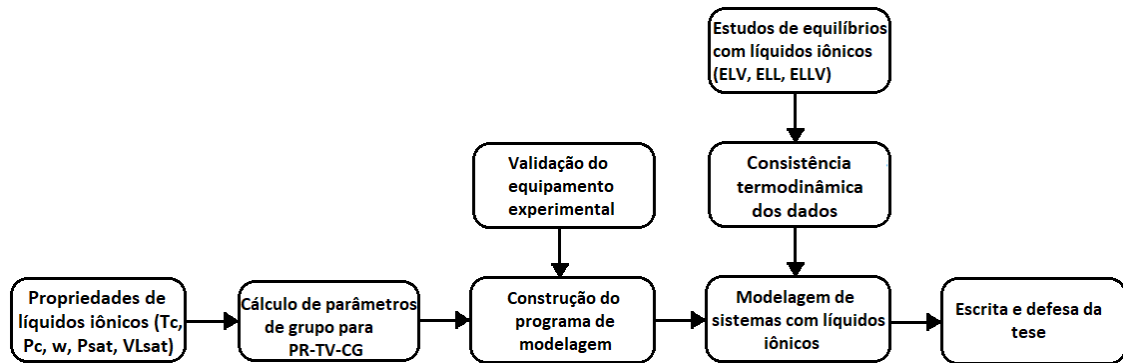 Estudos de equilíbrios
com líquidos iônicos
(ELV, ELL, ELLV)
Validação do
equipamento
experimental
Consistência
termodinâmica
dos dados
Propriedades de
líquidos iônicos (Tc,
Pc, w, Psat, VLsat)
Cálculo de parâmetros
de grupo para
PR-TV-CG
Construção do
programa de
modelagem
Modelagem de
sistemas com líquidos
iônicos
Escrita e defesa da
tese